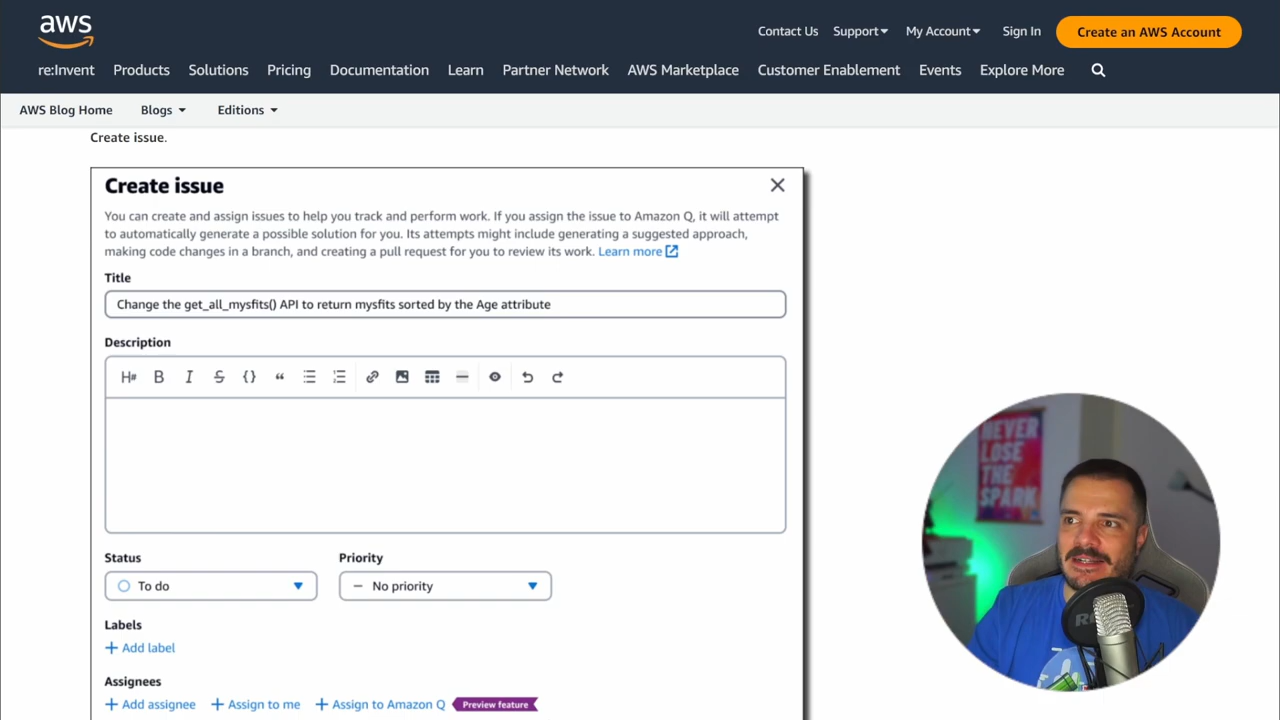 aws
Contact Us Support My Account Sign In Create an AWS Account
re:Invent Products Solutions Pricing Documentation Learn Partner Network AWS Marketplace Customer Enablement Events Explore More
AWS Blog Home Blogs Editions
Create issue.
Create issue
You can create and assign issues to help you track and perform work. If you assign the issue to Amazon Q, it will attempt
to automatically generate a possible solution for you. Its attempts might include generating a suggested approach,
making code changes in a branch, and creating a pull request for you to review its work. Learn more
Title
Change the get_all_mysfits() API to return mysfits sorted by the Age attribute
Description
H# B I S {} “
Status Priority
To do No priority
Labels
+ Add label
Assignees
+ Add assignee + Assign to me + Assign to Amazon Q Preview feature
NEVER
LOSE
THE
SPARK